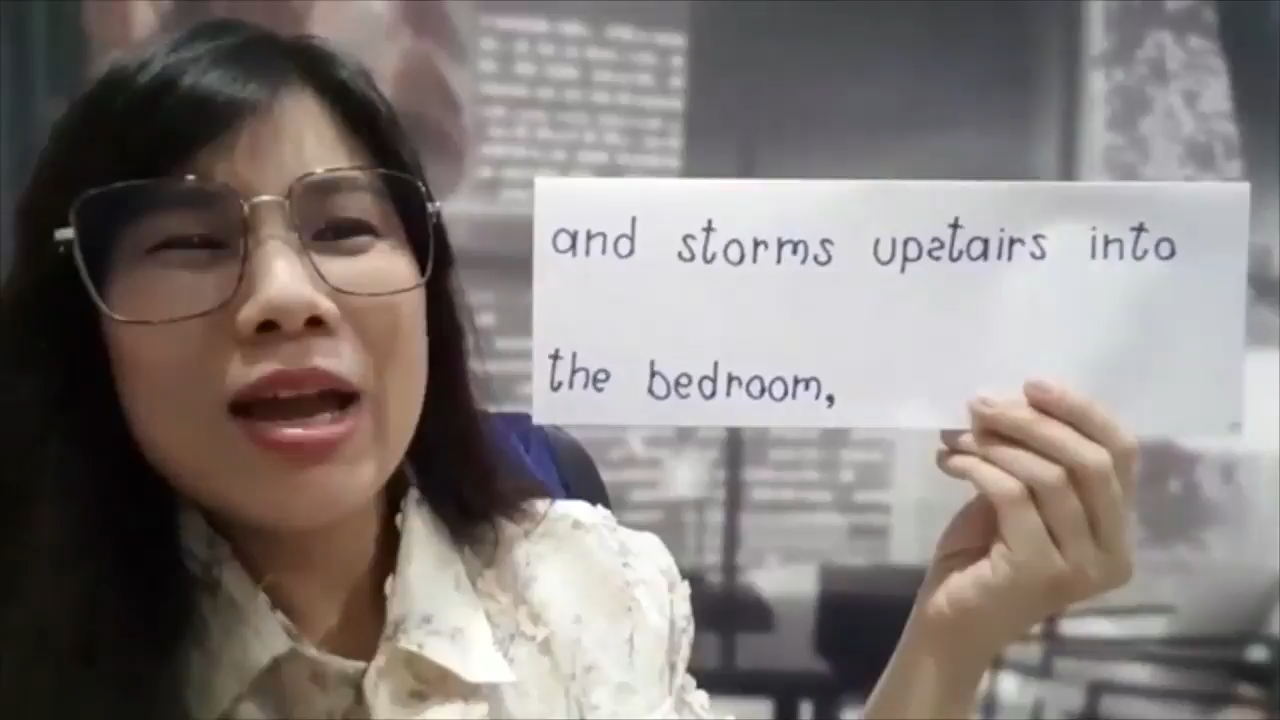 and storms upstairs into
the bedroom,